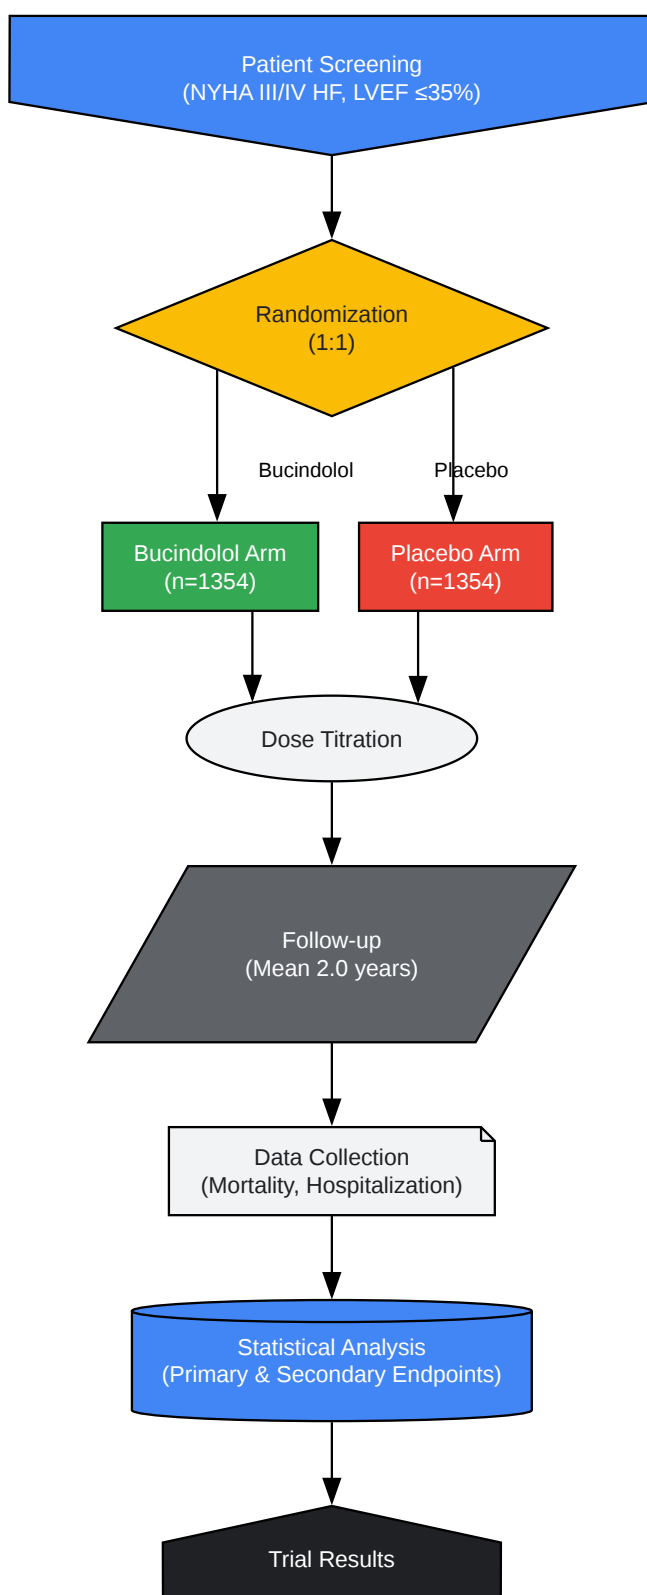 Patient Screening
(NYHA III/IV HF, LVEF ≤35%)
Randomization
(1:1)
Bucindolol
Placebo
Bucindolol Arm
(n=1354)
Placebo Arm
(n=1354)
Dose Titration
Follow-up
(Mean 2.0 years)
Data Collection
(Mortality, Hospitalization)
Statistical Analysis
(Primary & Secondary Endpoints)
Trial Results